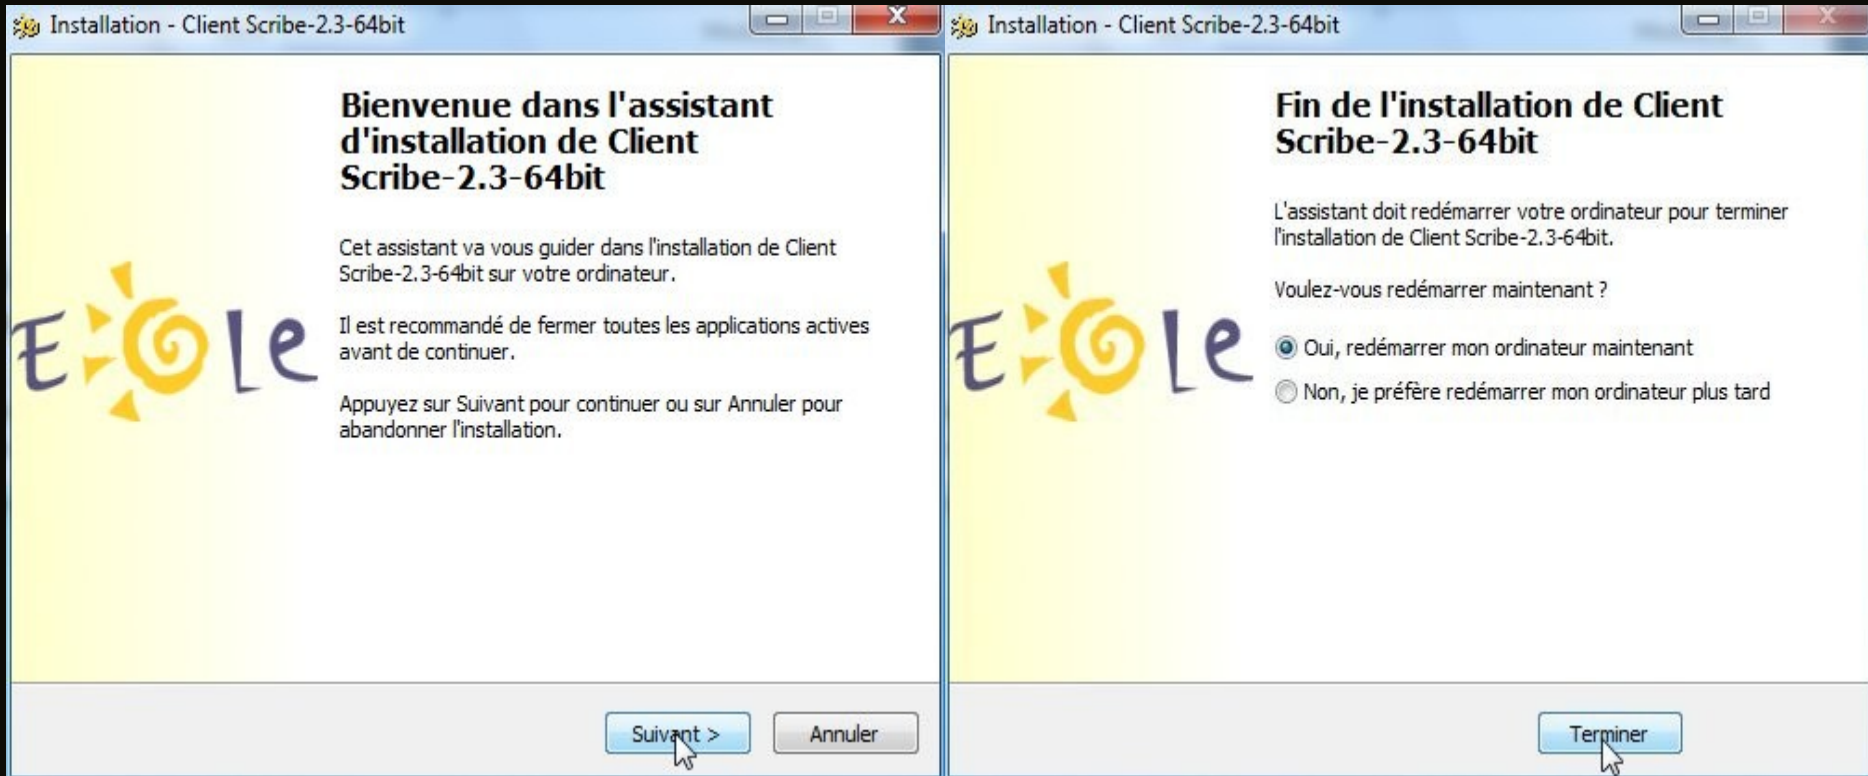 Installation - Client Scribe-2.3-64bit
Bienvenue dans l'assistant
d'installation de Client
Scribe-2.3-64bit
Cet assistant va vous guider dans l'installation de Client
Scribe-2.3-64bit sur votre ordinateur.
Il est recommandé de fermer toutes les applications actives
avant de continuer.
Appuyez sur Suivant pour continuer ou sur Annuler pour
abandonner l'installation.
EOLe
Suivant >
Annuler
Installation - Client Scribe-2.3-64bit
Fin de l'installation de Client
Scribe-2.3-64bit
L'assistant doit redémarrer votre ordinateur pour terminer
l'installation de Client Scribe-2.3-64bit.
Voulez-vous redémarrer maintenant ?
Oui, redémarrer mon ordinateur maintenant
Non, je préfère redémarrer mon ordinateur plus tard
EOLe
Terminer